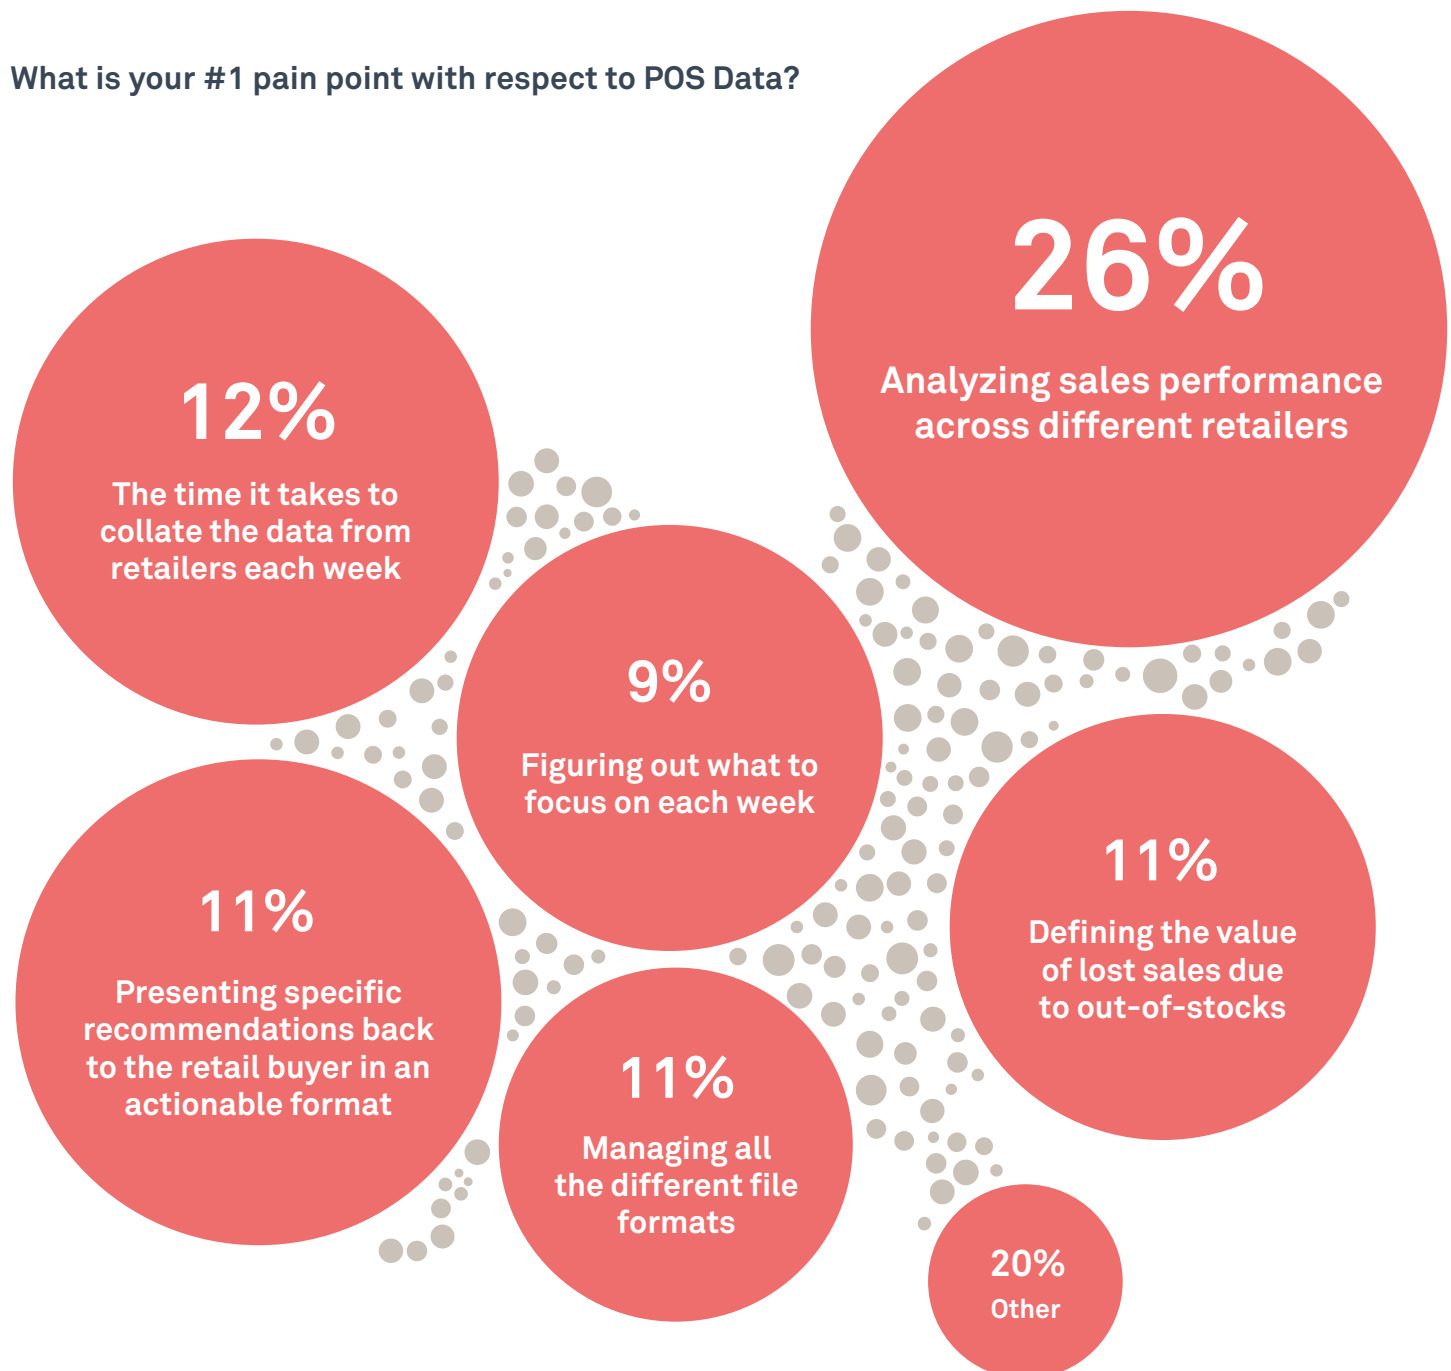 What is your #1 pain point with respect to POS Data?
26%
Analyzing sales performance
across different retailers
12%
The time it takes to
collate the data from
retailers each week
9%
Figuring out what to
focus on each week
11%
Defining the value
of lost sales due
to out-of-stocks
11%
Presenting specific
recommendations back
to the retail buyer in an
actionable format
11%
Managing all
the different file
formats
20%
Other